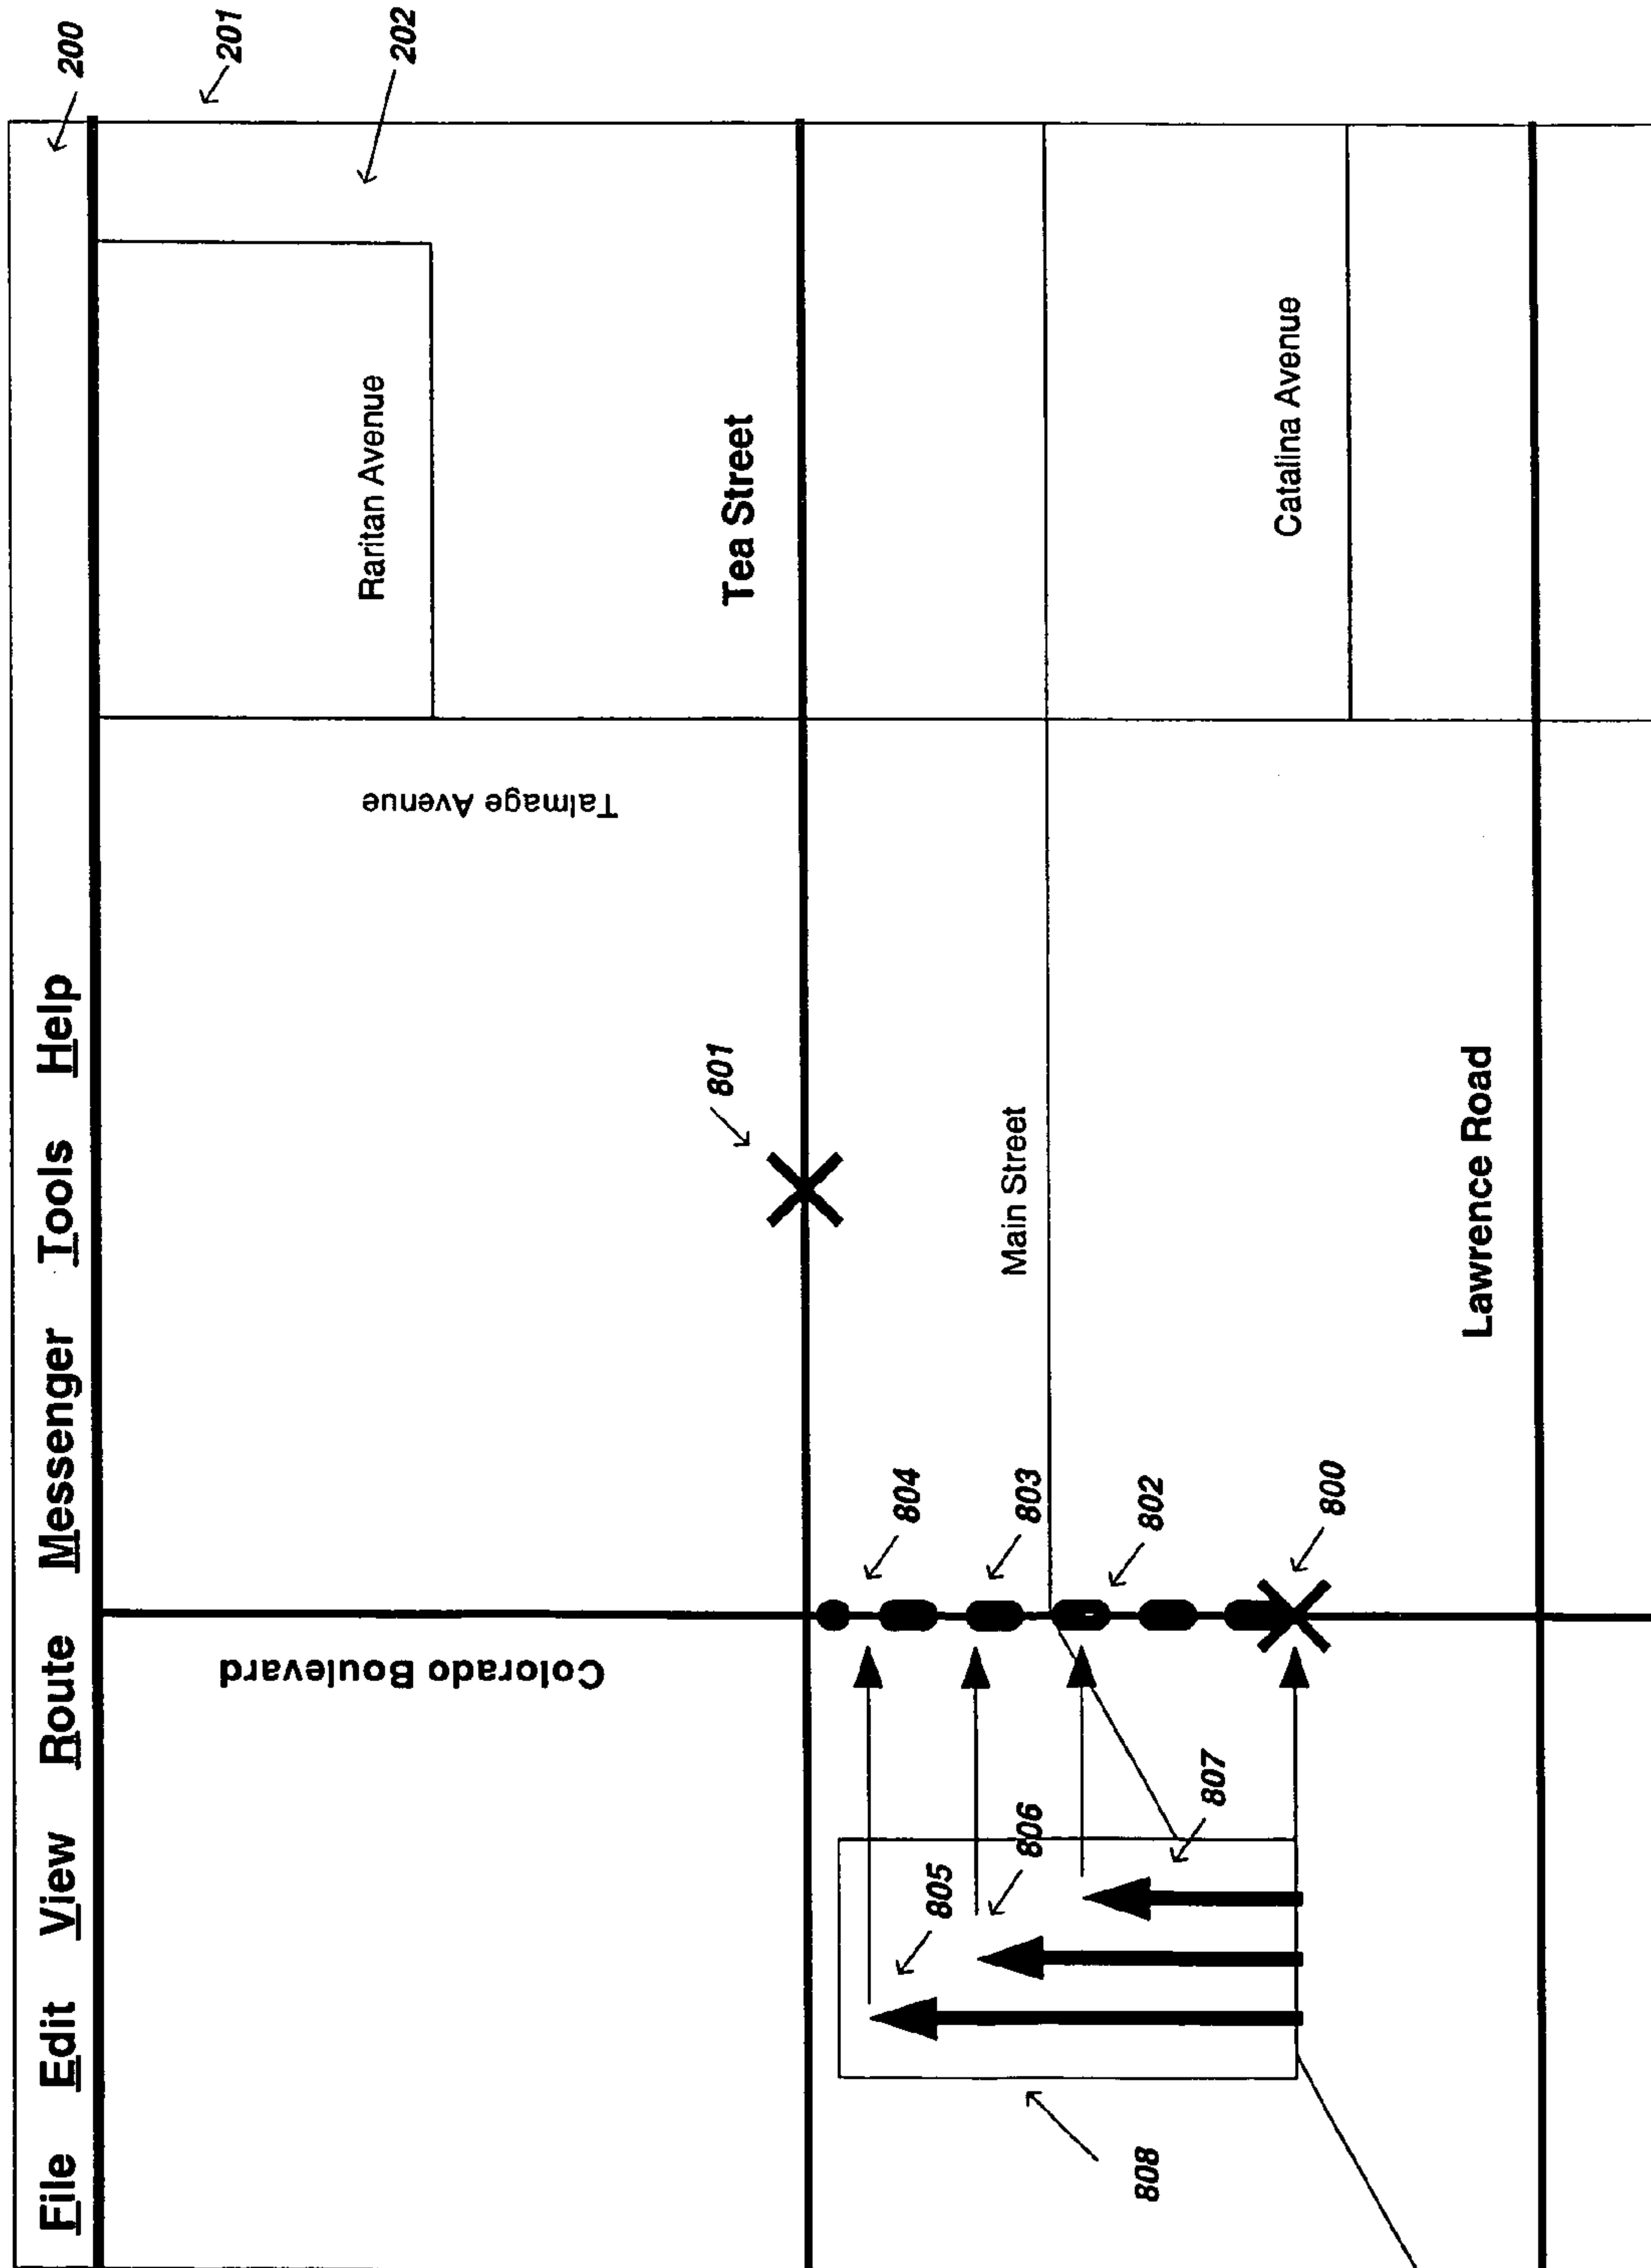 File Edit View Route Messenger Tools Help
200
201
202
Raritan Avenue
Talmage Avenue
Colorado Boulevard
Tea Street
801
804
805
Main Street
803
806
802
808
807
Catalina Avenue
800
Lawrence Road